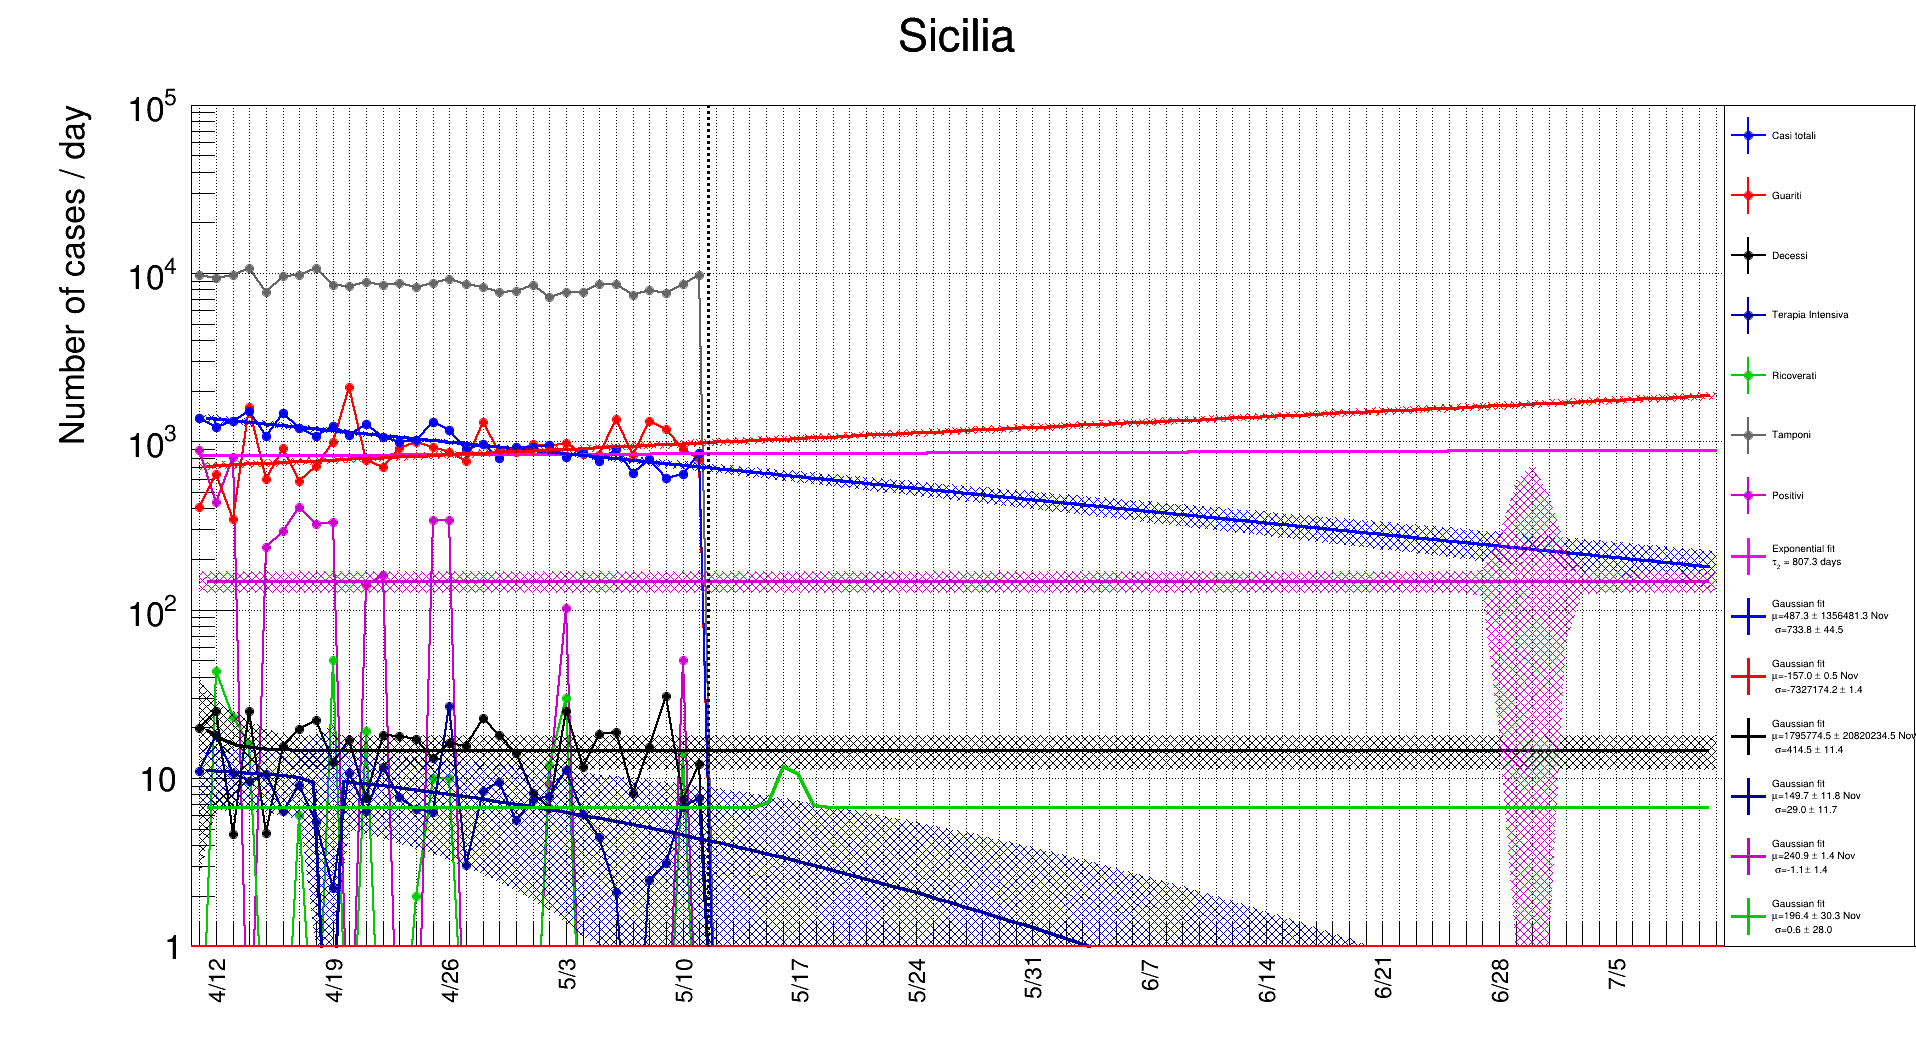 Sicilia
Number of cases / day
10^5
10^4
10^3
10^2
10
1
4/12
4/19
4/26
5/3
5/10
5/17
5/24
5/31
6/7
6/14
6/21
6/28
7/5
Casi totali
Guariti
Decessi
Terapia Intensiva
Ricoverati
Tamponi
Positivi
Exponential fit
τ₂ = 807.3 days
Gaussian fit
μ=487.3 ± 1356481.3 Nov
σ=733.8 ± 44.5
Gaussian fit
μ=-157.0 ± 0.5 Nov
σ=-7327174.2 ± 1.4
Gaussian fit
μ=1795774.5 ± 20820234.5 Nov
σ=414.5 ± 11.4
Gaussian fit
μ=149.7 ± 11.8 Nov
σ=29.0 ± 11.7
Gaussian fit
μ=240.9 ± 1.4 Nov
σ=-1.1± 1.4
Gaussian fit
μ=196.4 ± 30.3 Nov
σ=0.6 ± 28.0